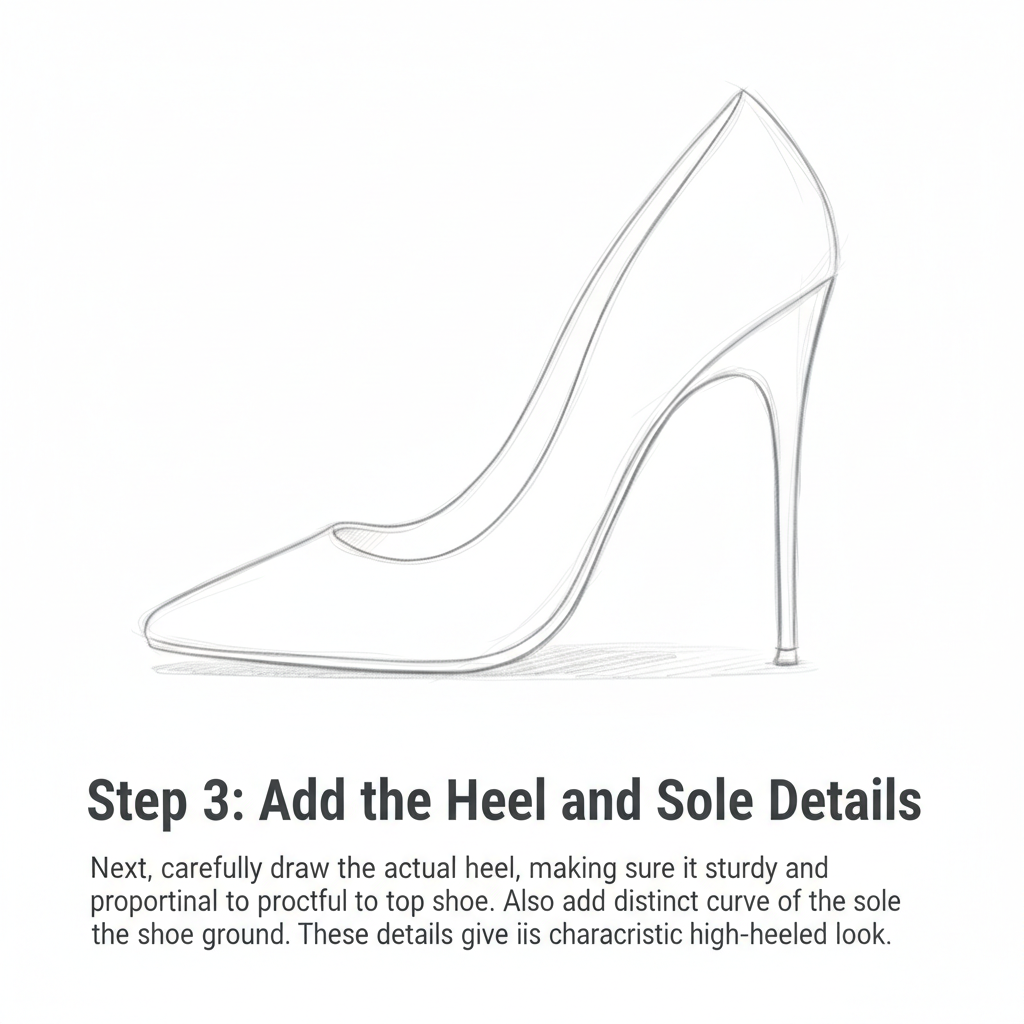 Step 3: Add the Heel and Sole Details
Next, carefully draw the actual heel, making sure it sturdy and
proportinal to proctful to top shoe. Also add distinct curve of the sole
the shoe ground. These details give iis characristic high-heeled look.